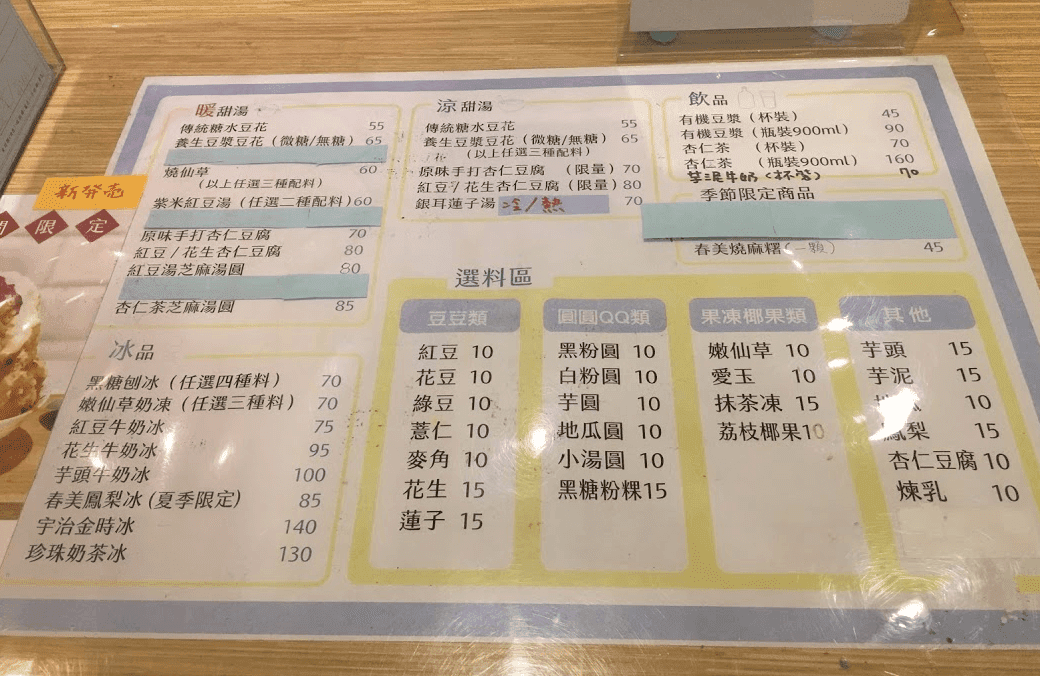 新発売
限定
暖甜湯
傳統糖水豆花 55
養生豆漿豆花（微糖/無糖） 65
燒仙草 60
（以上任選三種配料）
紫米紅豆湯（任選二種配料）60
原味手打杏仁豆腐 70
紅豆/花生杏仁豆腐 80
紅豆湯芝麻湯圓 80
杏仁茶芝麻湯圓 85
冰品
黑糖刨冰（任選四種料） 70
嫩仙草奶凍（任選三種料） 70
紅豆牛奶冰 75
花生牛奶冰 95
芋頭牛奶冰 100
春美鳳梨冰(夏季限定) 85
宇治金時冰 140
珍珠奶茶冰 130
涼甜湯
傳統糖水豆花 55
養生豆漿豆花（微糖/無糖） 65
（以上任選三種配料）
原味手打杏仁豆腐（限量）70
紅豆/花生杏仁豆腐（限量）80
銀耳蓮子湯 冷/熱 70
飲品
有機豆漿（杯裝） 45
有機豆漿（瓶裝900ml） 90
杏仁茶（杯裝） 70
杏仁茶（瓶裝900ml） 160
芋泥牛奶(杯裝) 70
季節限定商品
春美燒麻糬(一顆) 45
選料區
豆豆類
紅豆 10
花豆 10
綠豆 10
薏仁 10
麥角 10
花生 15
蓮子 15
圓圓QQ類
黑粉圓 10
白粉圓 10
芋圓 10
地瓜圓 10
小湯圓 10
黑糖粉粿15
果凍椰果類
嫩仙草 10
愛玉 10
抹茶凍 15
荔枝椰果10
其他
芋頭 15
芋泥 15
10
鳳梨 15
杏仁豆腐 10
煉乳 10